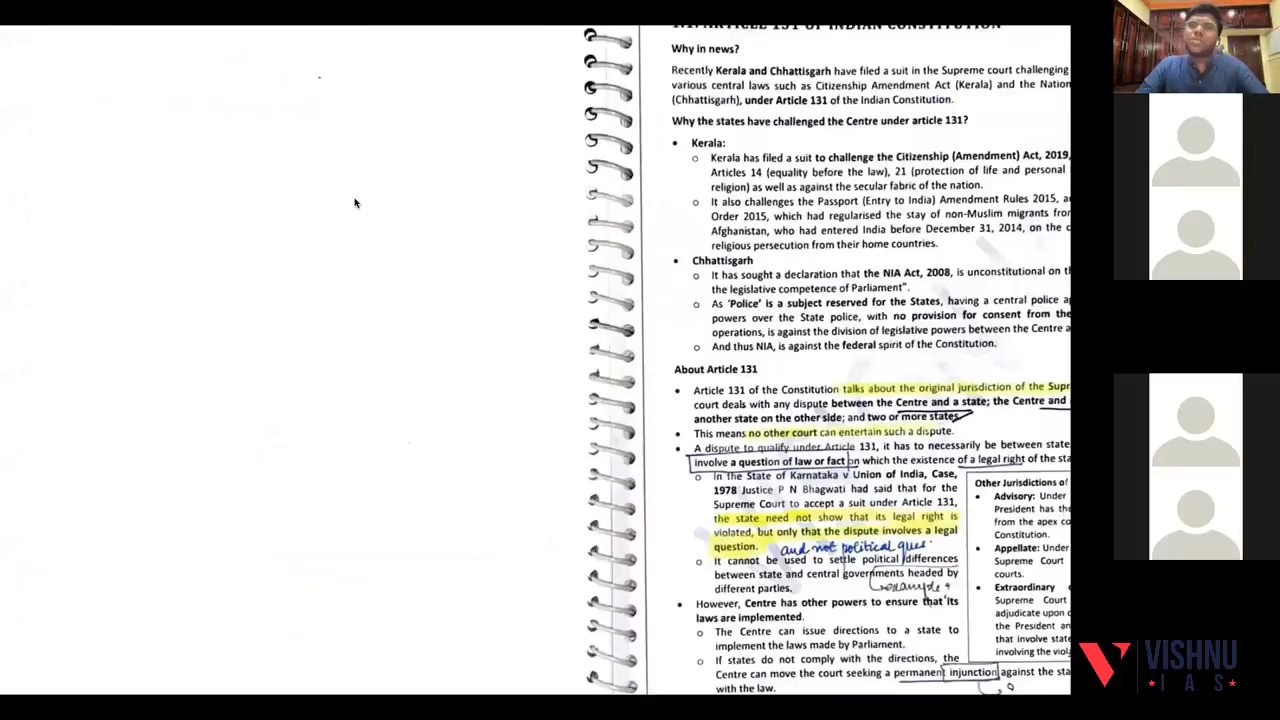 1.1. ARTICLE 131 OF INDIAN CONSTITUTION
Why in news?
Recently Kerala and Chhattisgarh have filed a suit in the Supreme court challenging
various central laws such as Citizenship Amendment Act (Kerala) and the Nation
(Chhattisgarh), under Article 131 of the Indian Constitution.
Why the states have challenged the Centre under article 131?
• Kerala:
o Kerala has filed a suit to challenge the Citizenship (Amendment) Act, 2019,
Articles 14 (equality before the law), 21 (protection of life and personal
religion) as well as against the secular fabric of the nation.
o It also challenges the Passport (Entry to India) Amendment Rules 2015, a
Order 2015, which had regularised the stay of non-Muslim migrants from
Afghanistan, who had entered India before December 31, 2014, on the c
religious persecution from their home countries.
• Chhattisgarh
o It has sought a declaration that the NIA Act, 2008, is unconstitutional on th
the legislative competence of Parliament".
o As 'Police' is a subject reserved for the States, having a central police a
powers over the State police, with no provision for consent from the
operations, is against the division of legislative powers between the Centre a
o And thus NIA, is against the federal spirit of the Constitution.
About Article 131
• Article 131 of the Constitution talks about the original jurisdiction of the Supr
court deals with any dispute between the Centre and a state; the Centre and
another state on the other side; and two or more states
• This means no other court can entertain such a dispute.
• A dispute to qualify under Article 131, it has to necessarily be between state
involve a question of law or fact on which the existence of a legal right of the sta
o In the State of Karnataka v Union of India, Case,
1978 Justice P N Bhagwati had said that for the
Supreme Court to accept a suit under Article 131,
the state need not show that its legal right is
violated, but only that the dispute involves a legal
question. and not political ques.
o It cannot be used to settle political differences
between state and central governments headed by
different parties. example
• However, Centre has other powers to ensure that its
laws are implemented.
o The Centre can issue directions to a state to
implement the laws made by Parliament.
o If states do not comply with the directions, the
Centre can move the court seeking a permanent injunction against the sta
with the law.
Other Jurisdictions of
• Advisory: Under
President has the
from the apex co
Constitution.
• Appellate: Under
Supreme Court
courts.
• Extraordinary
Supreme Court
adjudicate upon d
the President an
that involve state
involving the viol
VISHNU
IAS